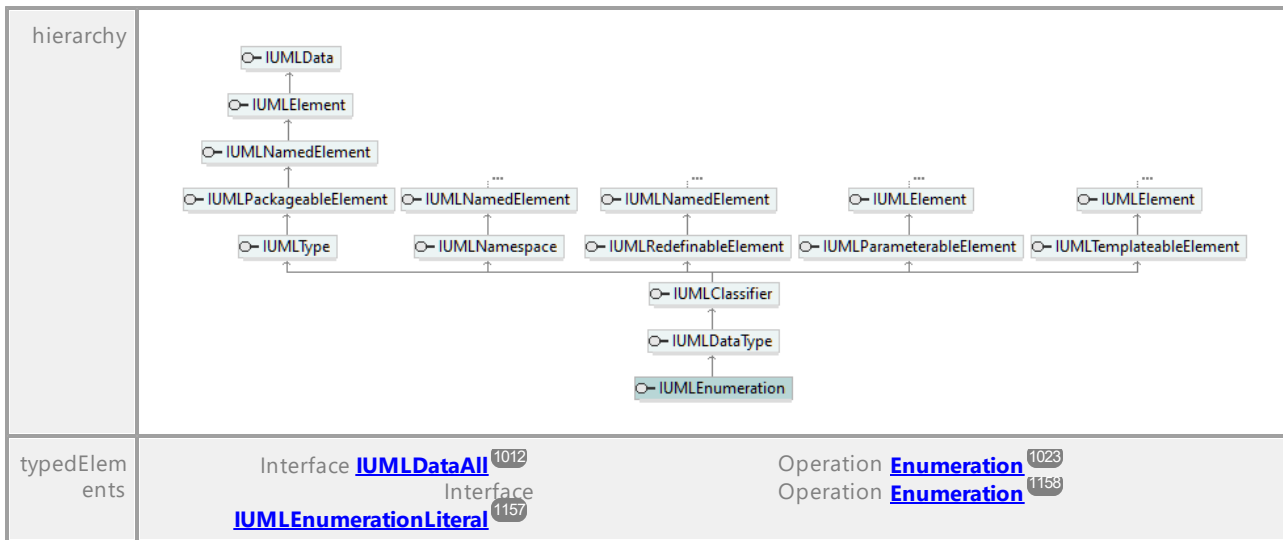 hierarchy
IUMLData
IUMLElement
IUMLNamedElement
... ... ... ...
IUMLPackageableElement IUMLNamedElement IUMLNamedElement IUMLElement IUMLElement
IUMLType IUMLNamespace IUMLRedefinableElement IUMLParameterableElement IUMLTemplateableElement
IUMLClassifier
IUMLDataType
IUMLEnumeration
typedElem
ents
Interface IUMLDataAll 1012 Operation Enumeration 1023
Interface Operation Enumeration 1158
IUMLEnumerationLiteral 1157